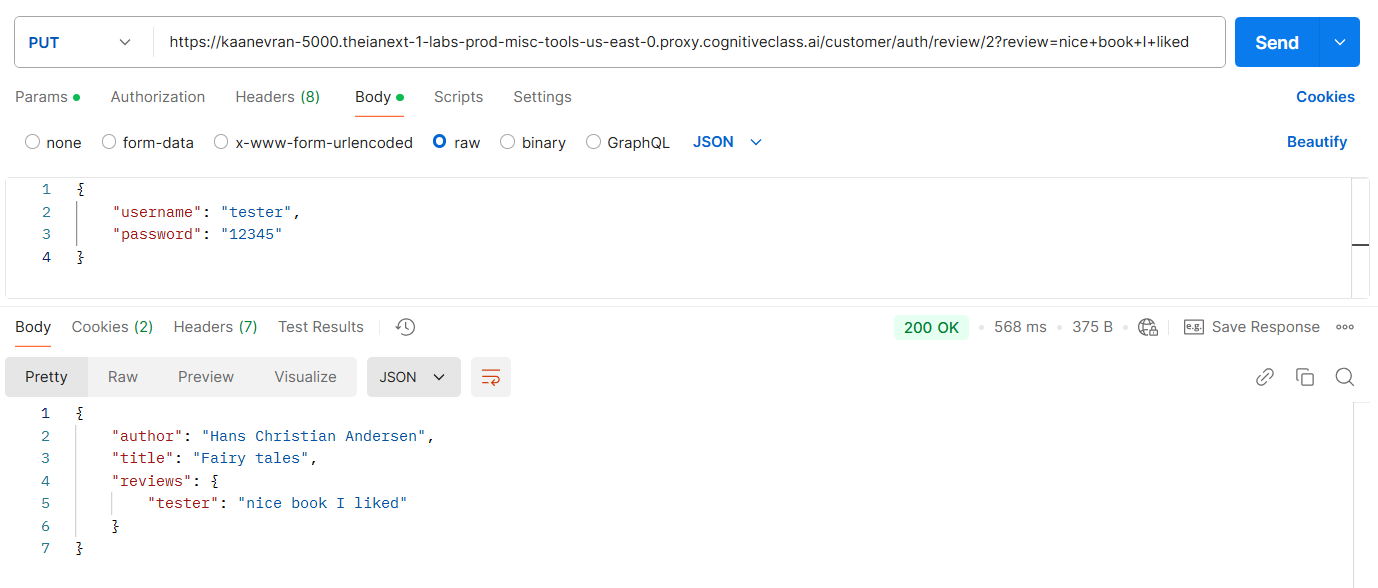 PUT https://kaanevran-5000.theianext-1-labs-prod-misc-tools-us-east-0.proxy.cognitiveclass.ai/customer/auth/review/2?review=nice+book+I+liked Send
Params Authorization Headers (8) Body Scripts Settings Cookies
none form-data x-www-form-urlencoded raw binary GraphQL JSON Beautify
1 {
2 "username": "tester",
3 "password": "12345"
4 }
Body Cookies (2) Headers (7) Test Results 200 OK 568 ms 375 B e.g. Save Response
Pretty Raw Preview Visualize JSON
1 {
2 "author": "Hans Christian Andersen",
3 "title": "Fairy tales",
4 "reviews": {
5 "tester": "nice book I liked"
6 }
7 }